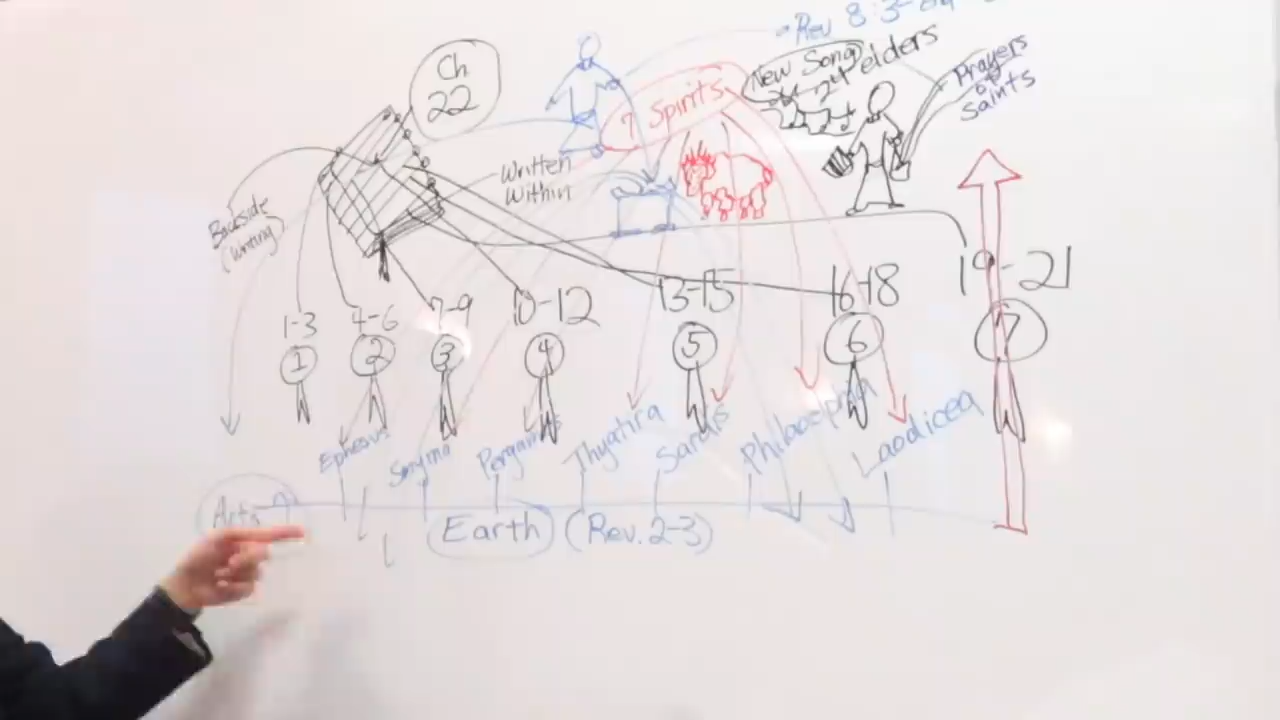 Rev 8:3-
Ch
22
7 Spirits
New Song
24 elders
Prayers
of
Saints
Written
Within
Backside
(Writing)
1-3
4-6
7-9
10-12
13-15
16-18
19-21
1
2
3
4
5
6
7
Ephesus
Smyrna
Pergamos
Thyatira
Sardis
Laodicea
Acts
Earth (Rev. 2-3)